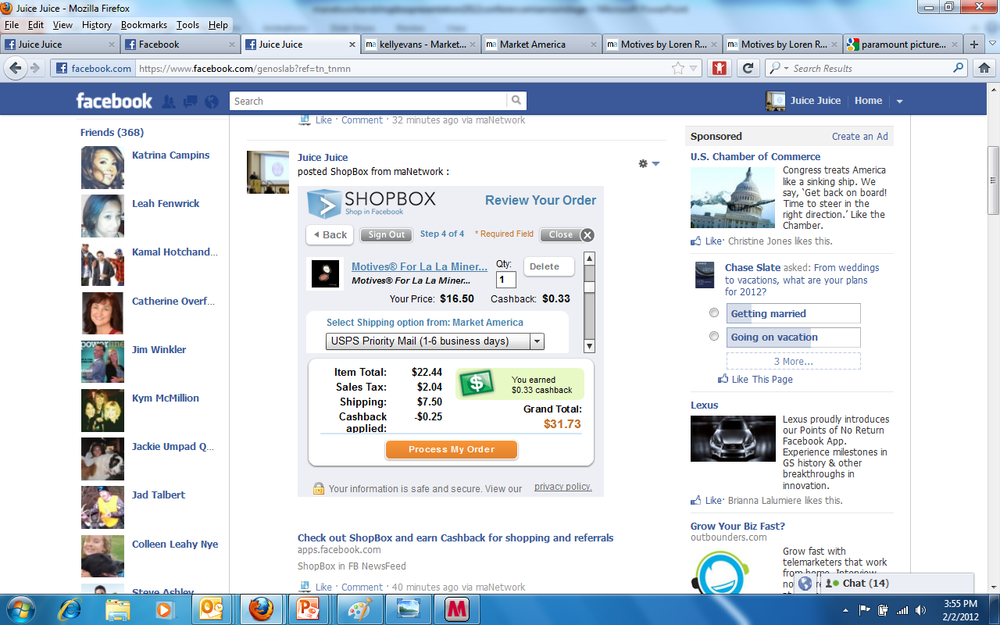 Juice Juice - Mozilla Firefox
File Edit View History Bookmarks Tools Help
Juice Juice
Facebook
Juice Juice
kellyevans - Market...
Market America
Motives by Loren R...
Motives by Loren R...
paramount picture...
facebook.com
https://www.facebook.com/genoslab?ref=tn_tnmn
Search Results
facebook
Search
Juice Juice
Home
Friends (368)
Katrina Campins
Leah Fenwrick
Kamal Hotchand...
Catherine Overf...
Jim Winkler
Kym McMillion
Jackie Umpad Q...
Jad Talbert
Colleen Leahy Nye
Steve Ashley
Like · Comment · 32 minutes ago via maNetwork
Juice Juice
posted ShopBox from maNetwork :
SHOPBOX
Shop in Facebook
Review Your Order
Back
Sign Out
Step 4 of 4
* Required Field
Close
Motives® For La La Miner...
Motives® For La La Miner...
Qty:
1
Delete
Your Price: $16.50 Cashback: $0.33
Select Shipping option from: Market America
USPS Priority Mail (1-6 business days)
Item Total: $22.44
Sales Tax: $2.04
Shipping: $7.50
Cashback applied: -$0.25
You earned
$0.33 cashback
Grand Total:
$31.73
Process My Order
Your information is safe and secure. View our privacy policy.
Check out ShopBox and earn Cashback for shopping and referrals
apps.facebook.com
ShopBox in FB NewsFeed
Like · Comment · 40 minutes ago via maNetwork
Sponsored
Create an Ad
U.S. Chamber of Commerce
Congress treats America
like a sinking ship. We
say, 'Get back on board!
Time to steer in the
right direction.' Like the
Chamber.
Like · Christine Jones likes this.
Chase Slate asked: From weddings
to vacations, what are your plans
for 2012?
Getting married
Going on vacation
3 More...
Like This Page
Lexus
Lexus proudly introduces
our Points of No Return
Facebook App.
Experience milestones in
GS history & other
breakthroughs in
innovation.
Like · Brianna Lalumiere likes this.
Grow Your Biz Fast?
outbounders.com
Grow fast with
telemarketers that work
from home. Interview
Chat (14)
3:55 PM
2/2/2012